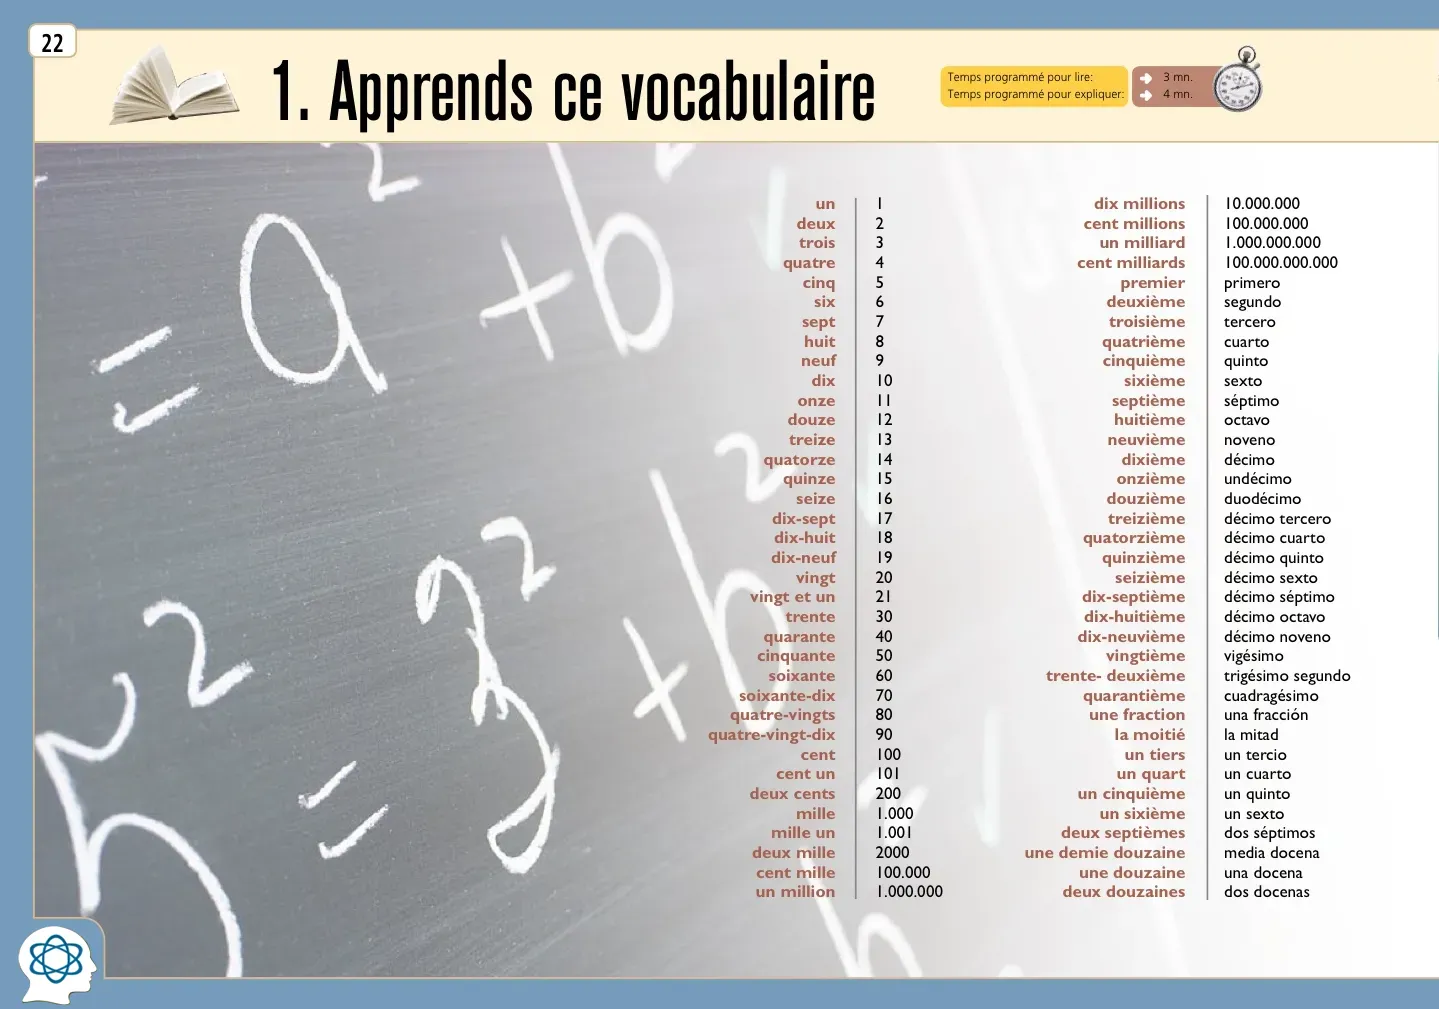 22
1. Apprends ce vocabulaire
Temps programmé pour lire: 3 mn.
Temps programmé pour expliquer: 4 mn.
un 1
deux 2
trois 3
quatre 4
cinq 5
six 6
sept 7
huit 8
neuf 9
dix 10
onze 11
douze 12
treize 13
quatorze 14
quinze 15
seize 16
dix-sept 17
dix-huit 18
dix-neuf 19
vingt 20
vingt et un 21
trente 30
quarante 40
cinquante 50
soixante 60
soixante-dix 70
quatre-vingts 80
quatre-vingt-dix 90
cent 100
cent un 101
deux cents 200
mille 1.000
mille un 1.001
deux mille 2000
cent mille 100.000
un million 1.000.000
dix millions 10.000.000
cent millions 100.000.000
un milliard 1.000.000.000
cent milliards 100.000.000.000
premier primero
deuxième segundo
troisième tercero
quatrième cuarto
cinquième quinto
sixième sexto
septième séptimo
huitième octavo
neuvième noveno
dixième décimo
onzième undécimo
douzième duodécimo
treizième décimo tercero
quatorzième décimo cuarto
quinzième décimo quinto
seizième décimo sexto
dix-septième décimo séptimo
dix-huitième décimo octavo
dix-neuvième décimo noveno
vingtième vigésimo
trente- deuxième trigésimo segundo
quarantième cuadragésimo
une fraction una fracción
la moitié la mitad
un tiers un tercio
un quart un cuarto
un cinquième un quinto
un sixième un sexto
deux septièmes dos séptimos
une demie douzaine media docena
une douzaine una docena
deux douzaines dos docenas